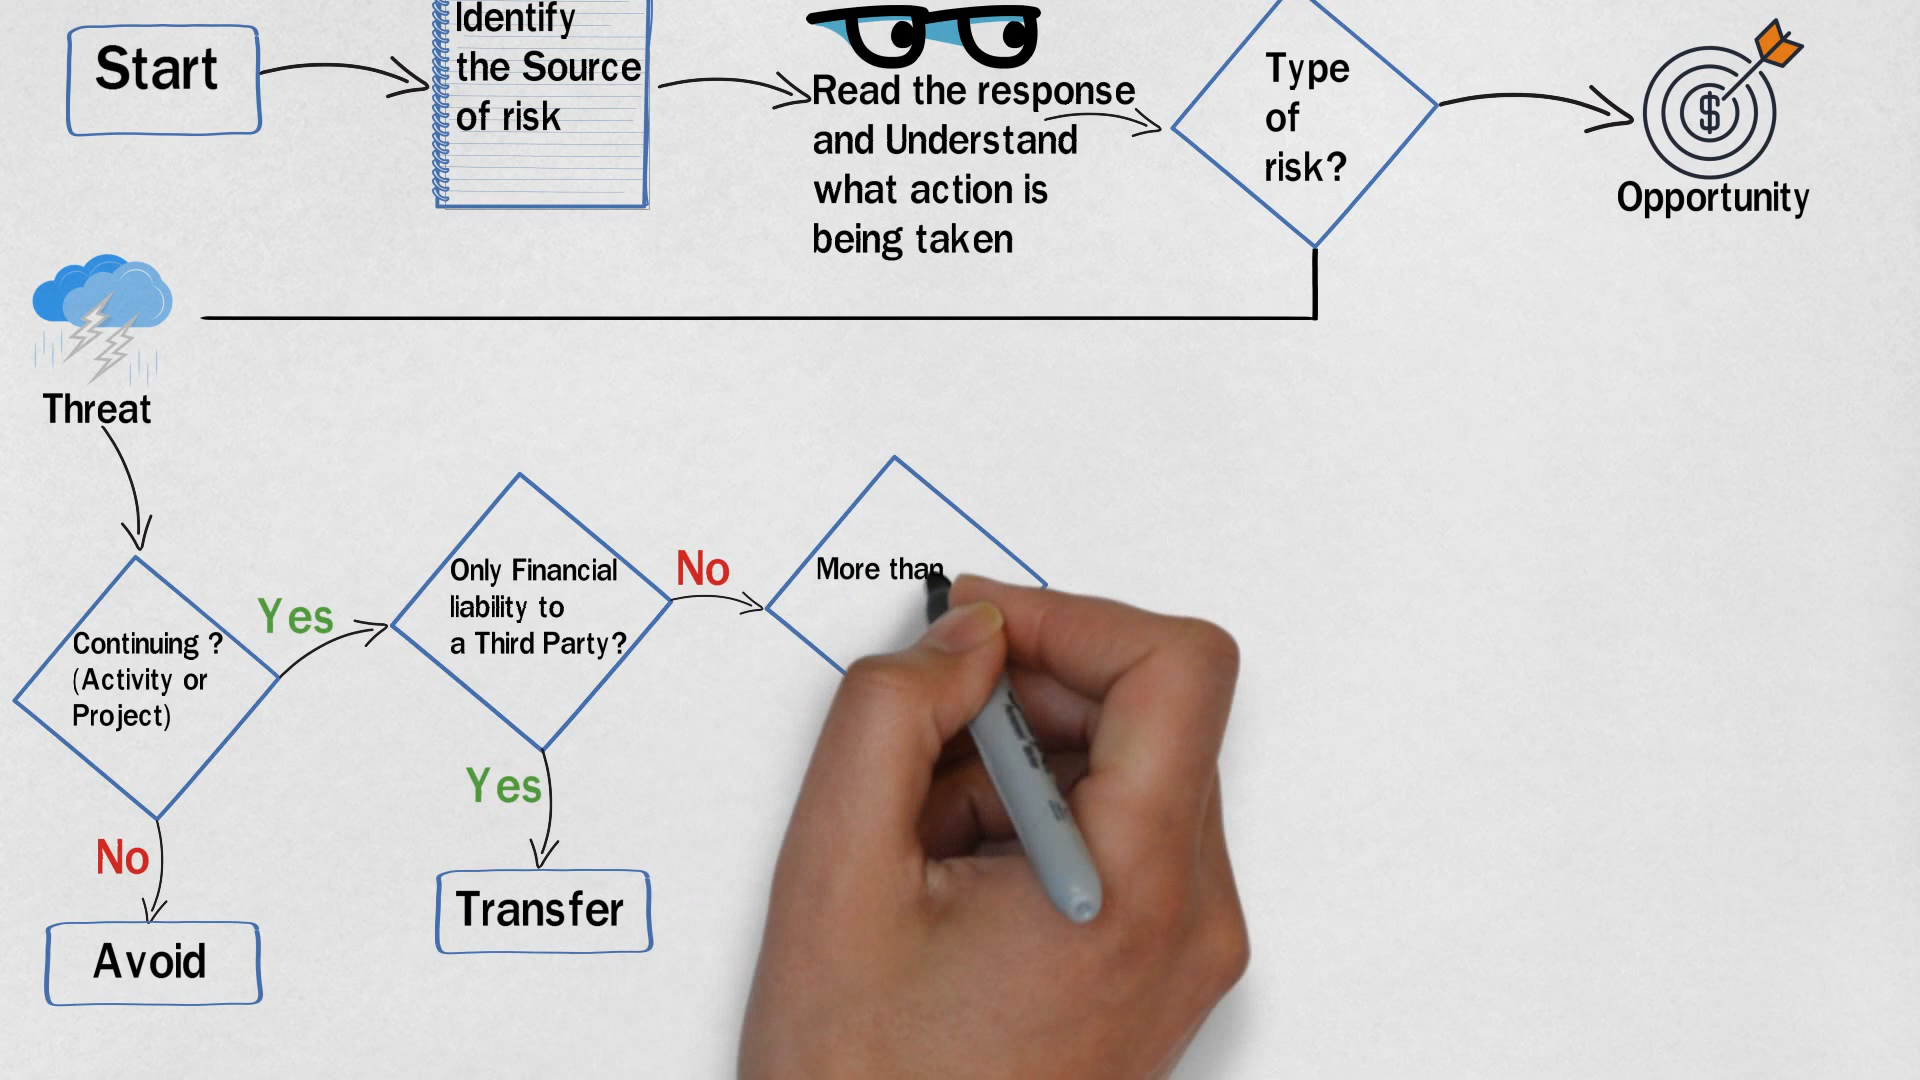 Start
Identify
the Source
of risk
Read the response
and Understand
what action is
being taken
Type
of
risk?
$
Opportunity
Threat
Continuing ?
(Activity or
Project)
Yes
No
Avoid
Only Financial
liability to
a Third Party?
Yes
Transfer
No
More than